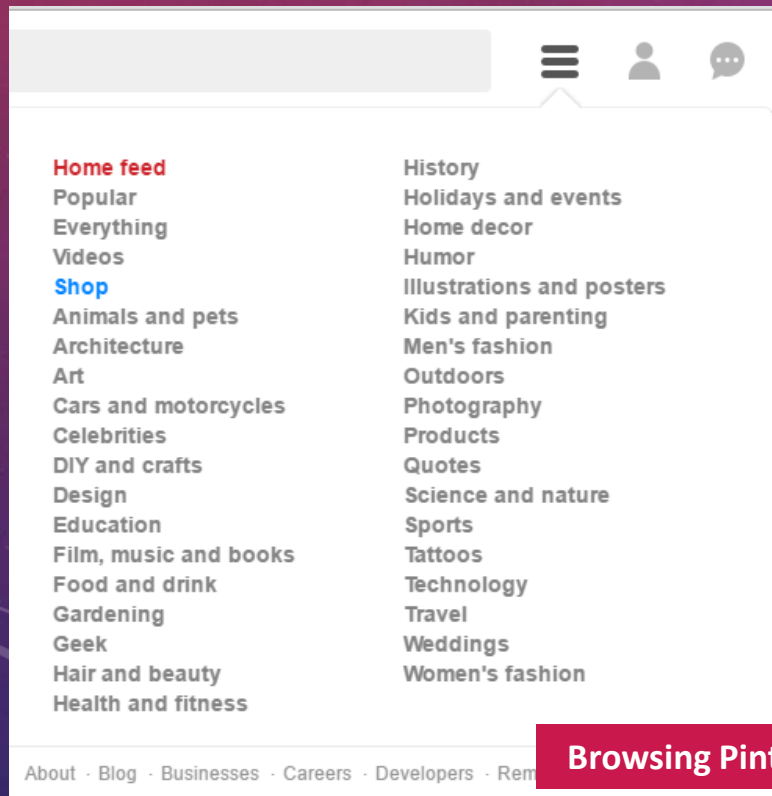 Home feed
Popular
Everything
Videos
Shop
Animals and pets
Architecture
Art
Cars and motorcycles
Celebrities
DIY and crafts
Design
Education
Film, music and books
Food and drink
Gardening
Geek
Hair and beauty
Health and fitness
History
Holidays and events
Home decor
Humor
Illustrations and posters
Kids and parenting
Men's fashion
Outdoors
Photography
Products
Quotes
Science and nature
Sports
Tattoos
Technology
Travel
Weddings
Women's fashion
About · Blog · Businesses · Careers · Developers ·
Browsing